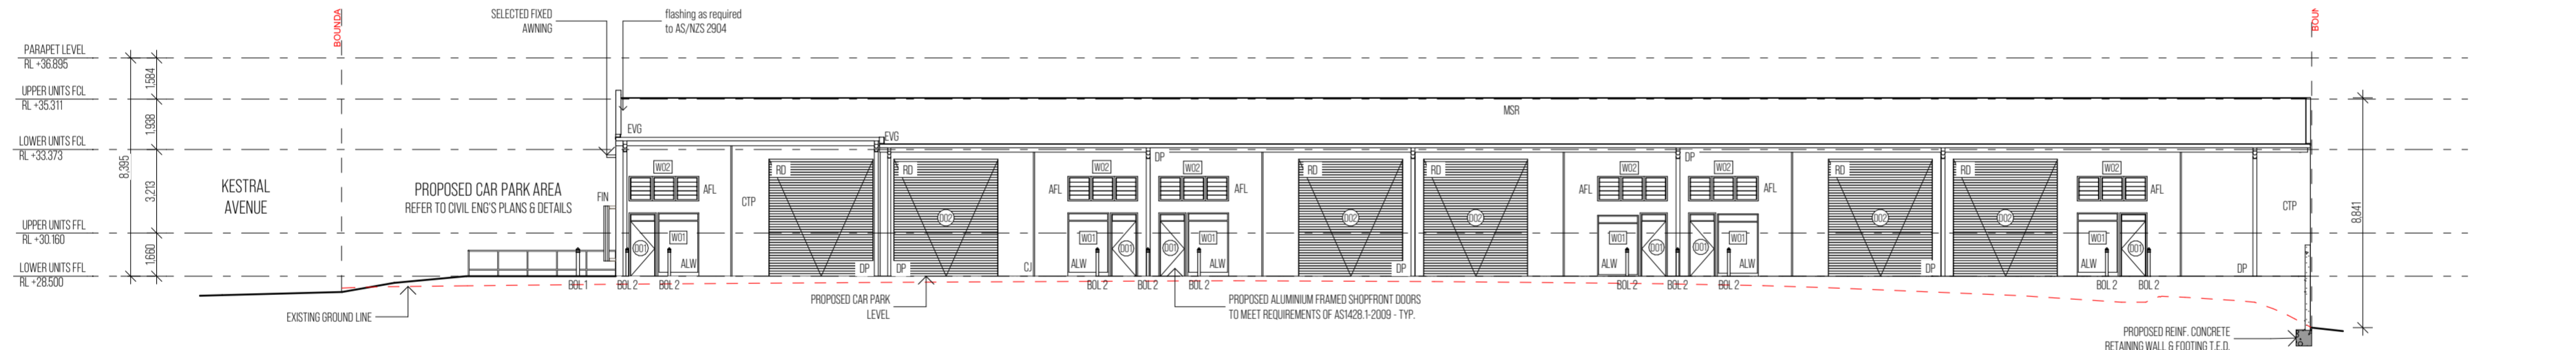 SELECTED FIXED
AWNING
flashing as required
to AS/NZS 2904
BOUNDA
BOUN
PARAPET LEVEL
RL +36.895
UPPER UNITS FCL
RL +35.311
LOWER UNITS FCL
RL +33.373
UPPER UNITS FFL
RL +30.160
LOWER UNITS FFL
RL +28.500
1,584
1,938
3,213
1,660
8,395
KESTRAL
AVENUE
PROPOSED CAR PARK AREA
REFER TO CIVIL ENG'S PLANS & DETAILS
MSR
EVG
EVG
FIN
W02
AFL
CTP
RD
RD
AFL
W02
DP
W02
AFL
RD
RD
AFL
W02
DP
W02
AFL
RD
RD
W02
AFL
CTP
D02
D02
D02
D02
D02
D01
W01
ALW
DP
DP
CJ
ALW
W01
D01
D01
W01
ALW
DP
ALW
W01
D01
D01
W01
ALW
DP
ALW
W01
D01
DP
8,841
BOL 1
BOL 2
BOL 2
BOL 2
BOL 2
BOL 2
BOL 2
BOL 2
BOL 2
BOL 2
BOL 2
EXISTING GROUND LINE
PROPOSED CAR PARK
LEVEL
PROPOSED ALUMINIUM FRAMED SHOPFRONT DOORS
TO MEET REQUIREMENTS OF AS1428.1-2009 - TYP.
PROPOSED REINF. CONCRETE
RETAINING WALL & FOOTING T.E.D.